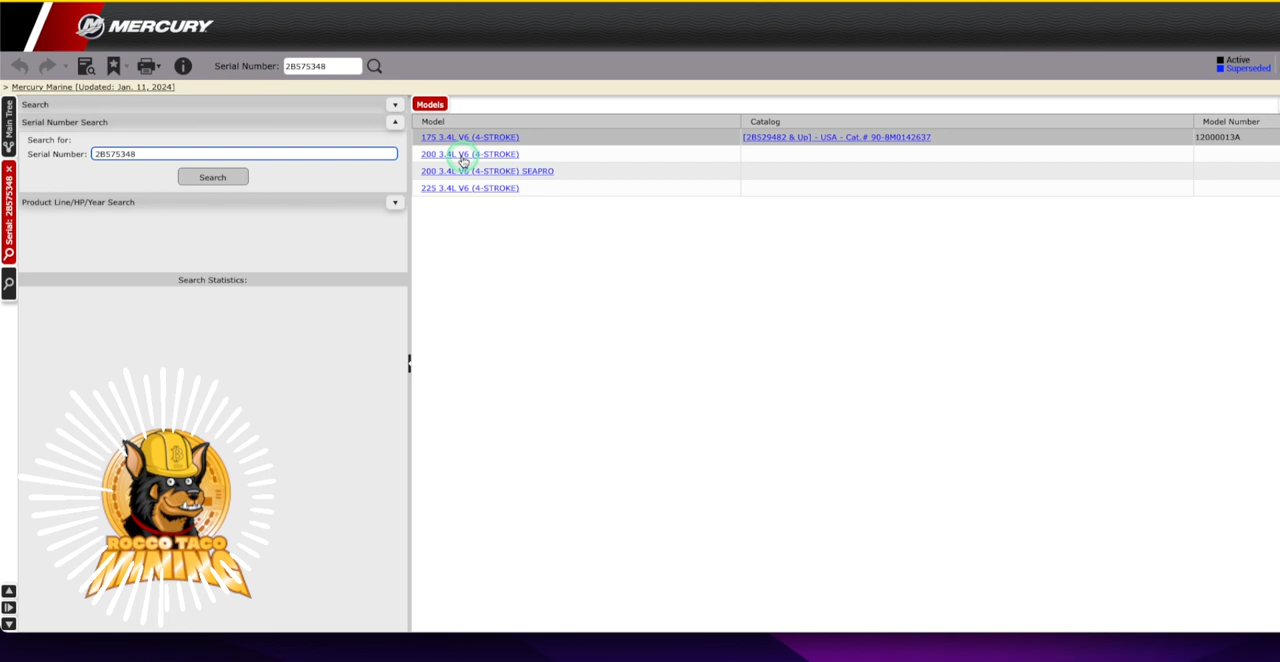 MERCURY
Serial Number: 2B575348
Active
Superseded
> Mercury Marine [Updated: Jan. 11, 2024]
Main Tree
Serial: 2B575348 x
Search
Serial Number Search
Search for:
Serial Number: 2B575348
Search
Product Line/HP/Year Search
Search Statistics:
Models
Model Catalog Model Number
175 3.4L V6 (4-STROKE) [2B529482 & Up] - USA - Cat.# 90-8M0142637 12000013A
200 3.4L V6 (4-STROKE)
200 3.4L V6 (4-STROKE) SEAPRO
225 3.4L V6 (4-STROKE)
ROCCO TACO
MINING